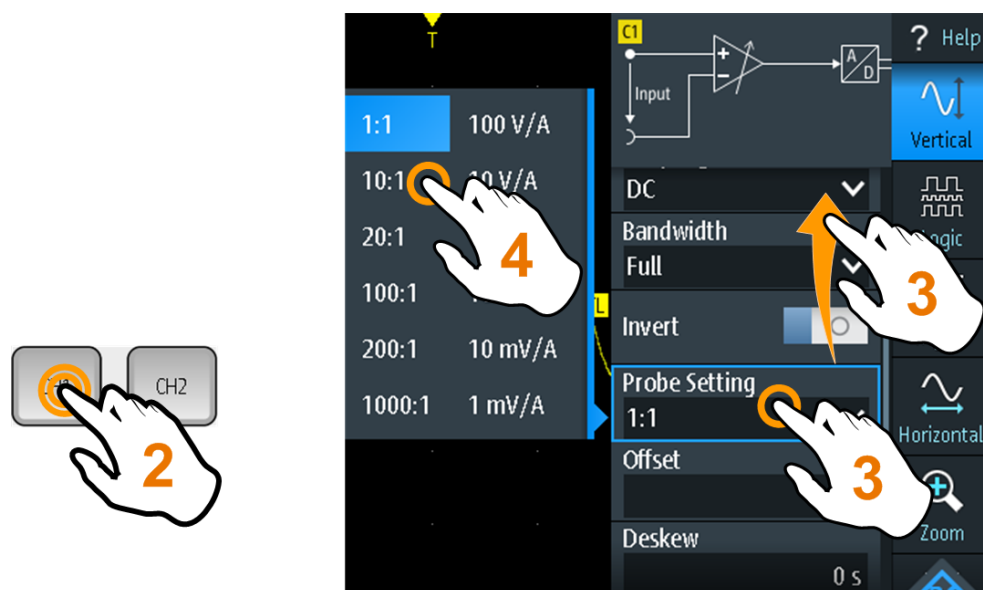 T
C1
+
−
A
D
Input
? Help
1:1 100 V/A
Vertical
10:1 10 V/A
DC
20:1
Bandwidth
Full
100:1
Invert
200:1 10 mV/A
Probe Setting
1:1
1000:1 1 mV/A
Horizontal
Offset
Zoom
Deskew
0 s
CH2
2
3
3
4